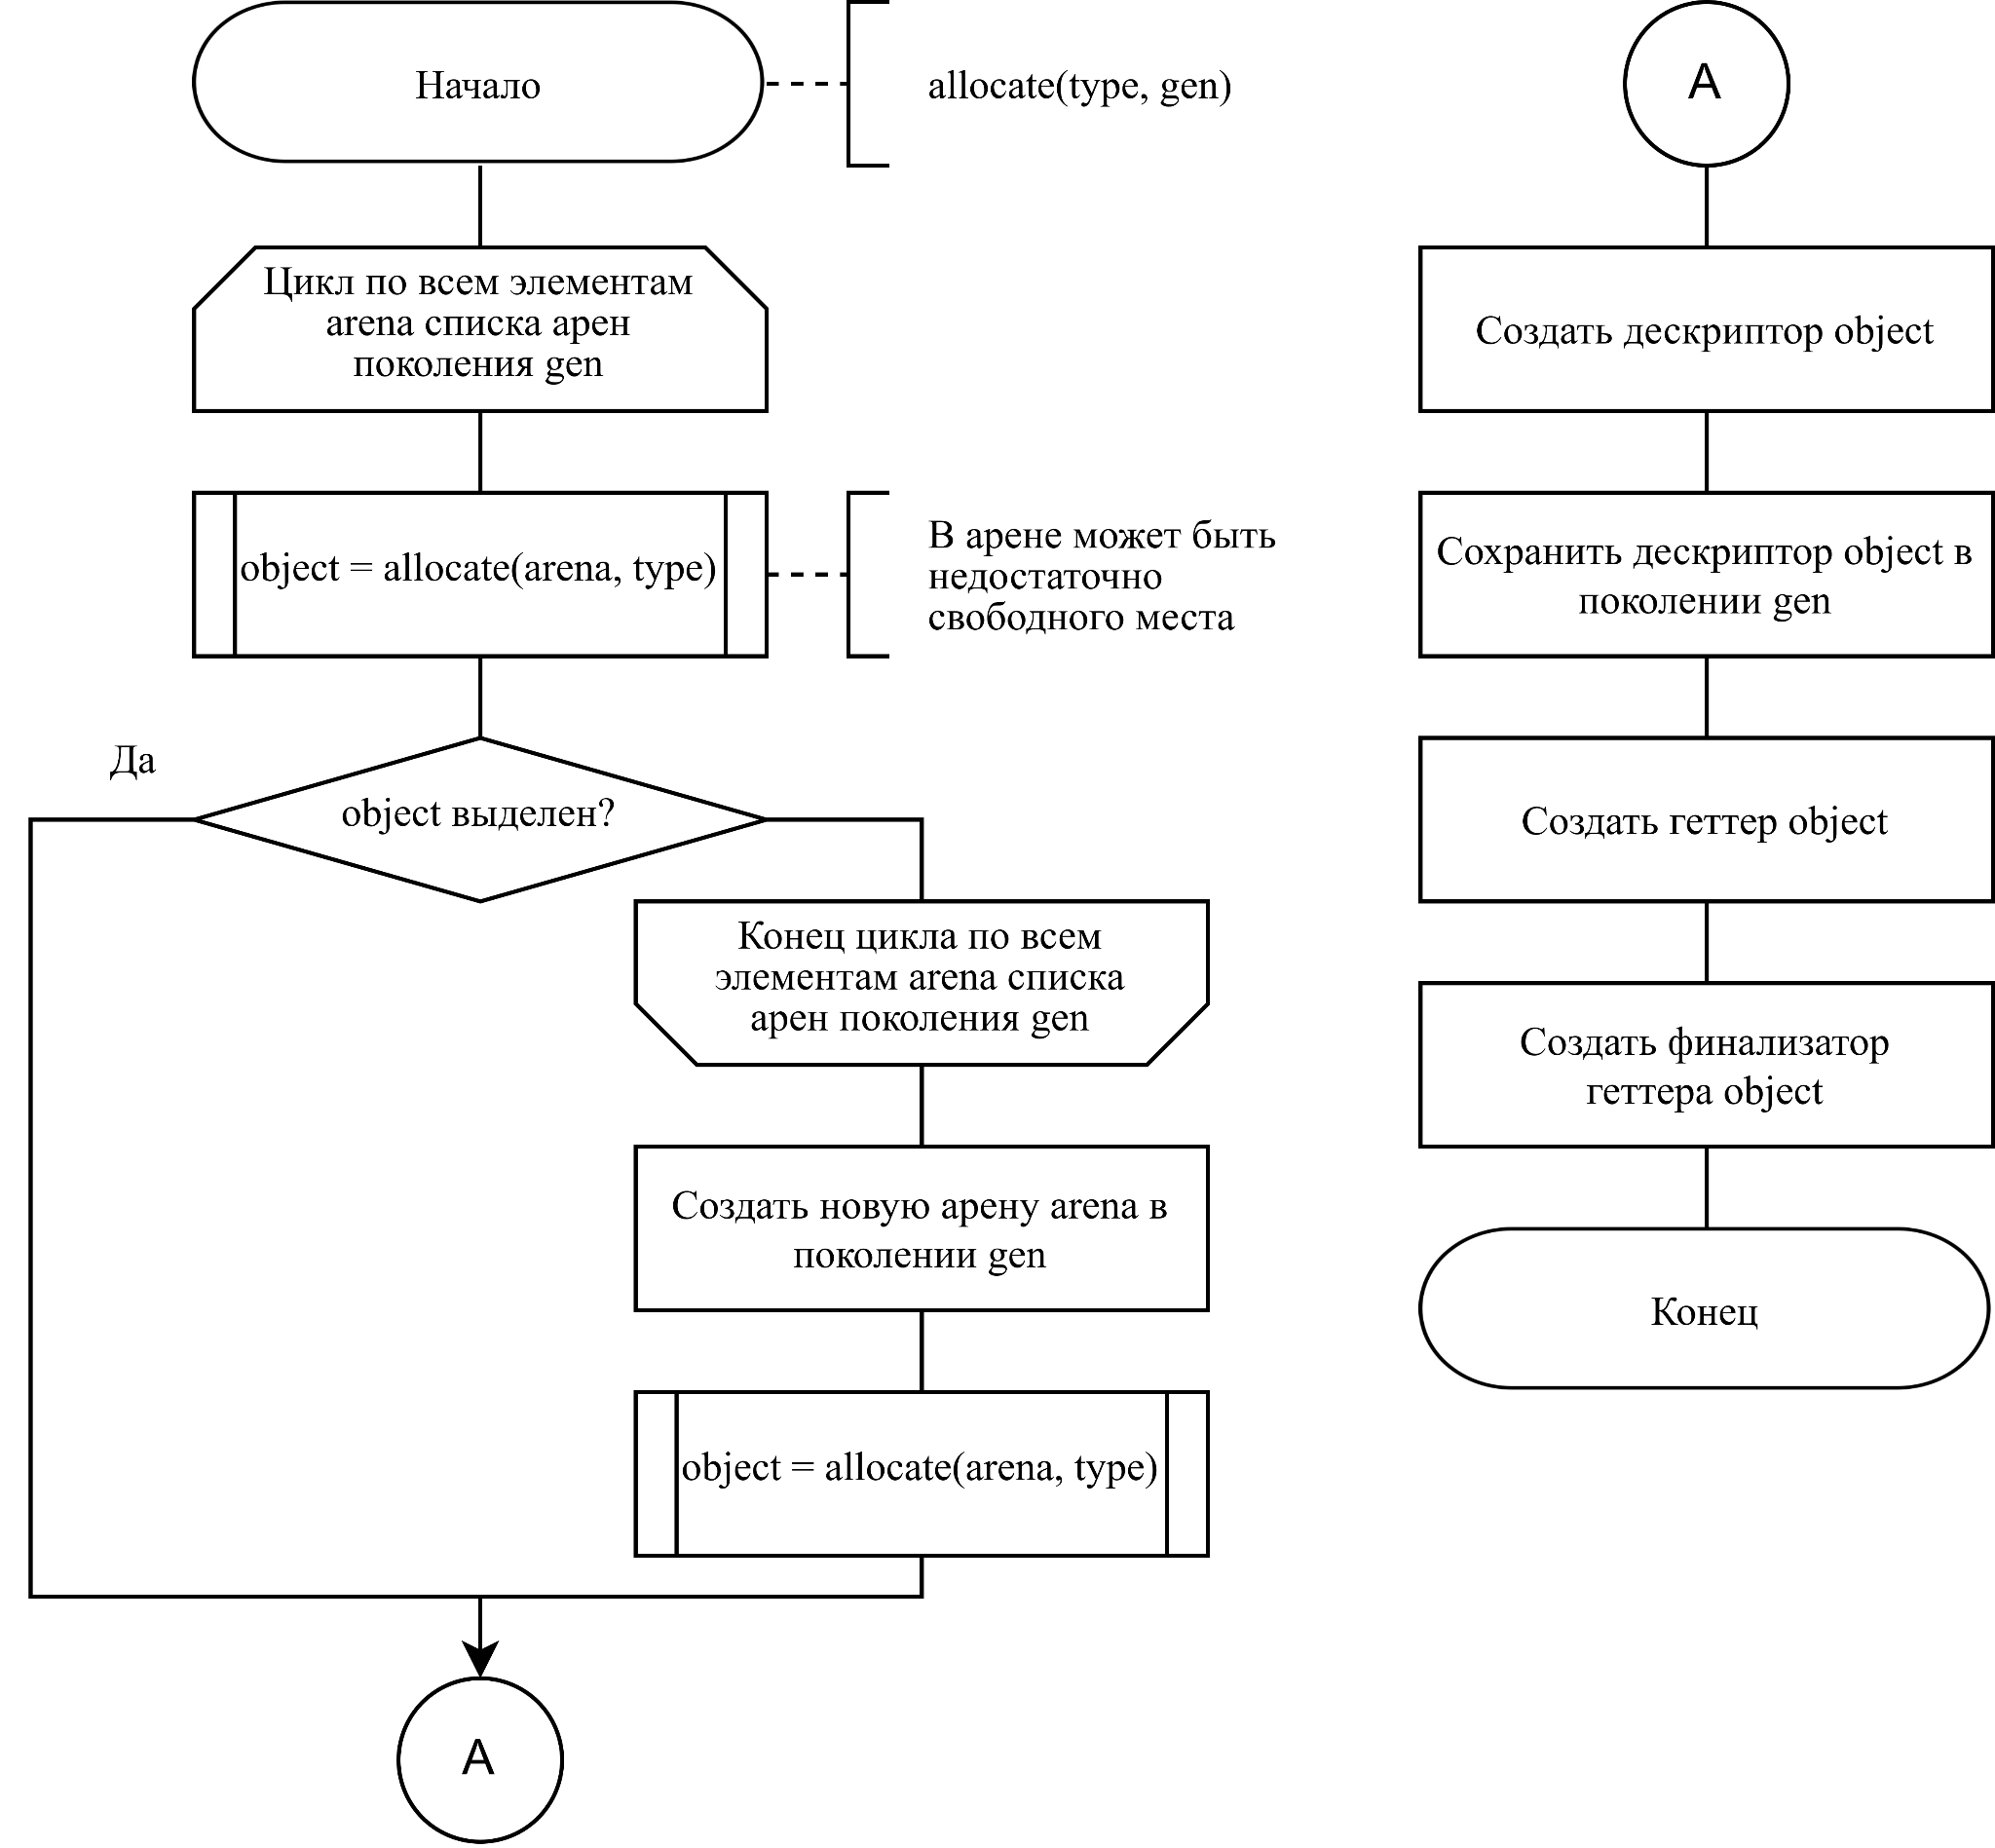 Начало
allocate(type, gen)
Цикл по всем элементам
arena списка арен
поколения gen
object = allocate(arena, type)
В арене может быть
недостаточно
свободного места
Да
object выделен?
Конец цикла по всем
элементам arena списка
арен поколения gen
Создать новую арену arena в
поколении gen
object = allocate(arena, type)
A
A
Создать дескриптор object
Сохранить дескриптор object в
поколении gen
Создать геттер object
Создать финализатор
геттера object
Конец